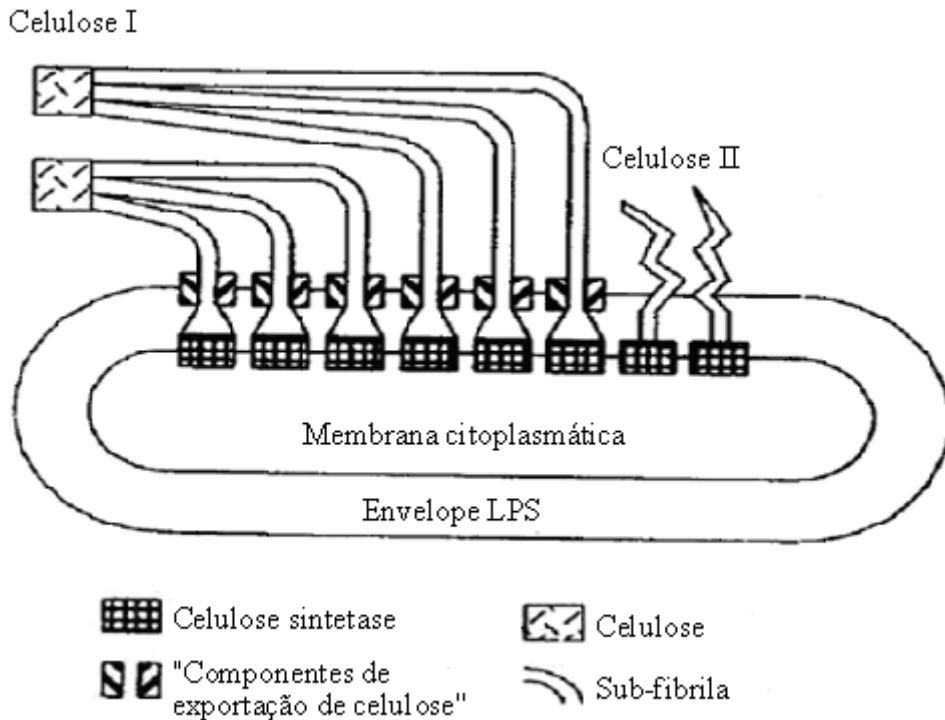 Celulose I
Celulose II
Membrana citoplasmática
Envelope LPS
Celulose sintetase
Celulose
"Componentes de
exportação de celulose"
Sub-fibrila